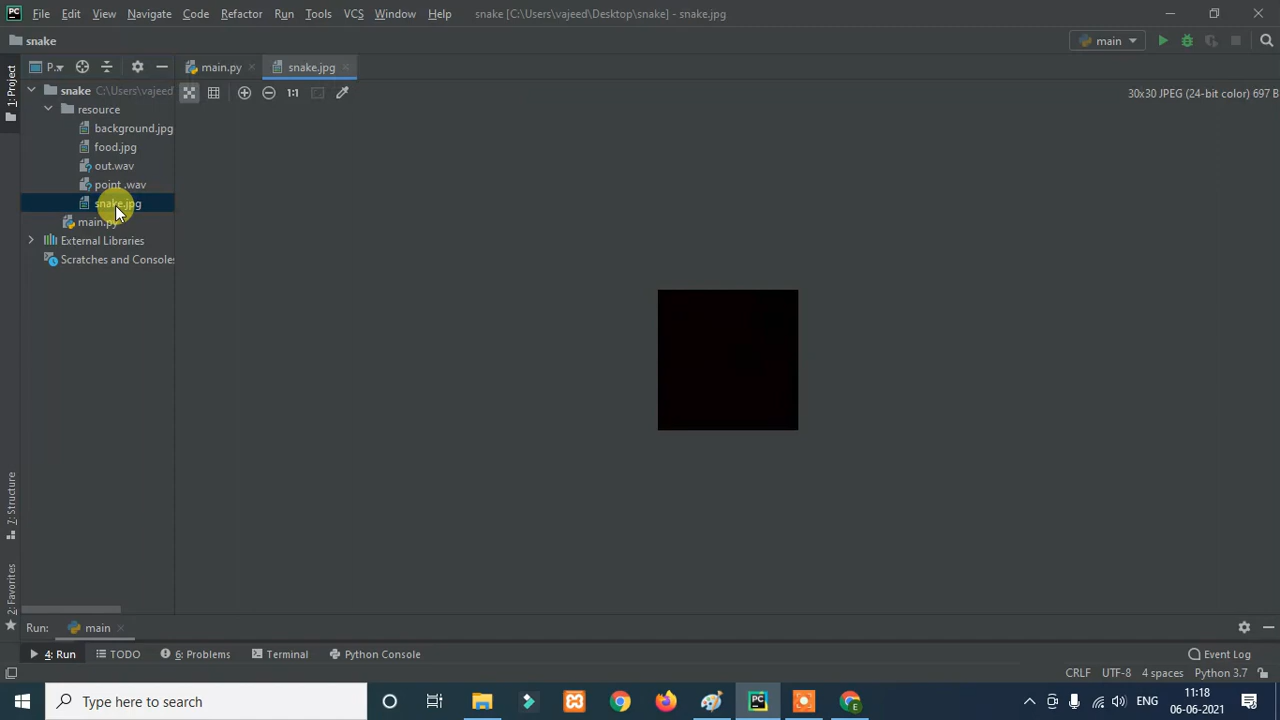 File Edit View Navigate Code Refactor Run Tools VCS Window Help snake [C:\Users\vajeed\Desktop\snake] - snake.jpg
snake main
1: Project P... main.py snake.jpg
snake C:\Users\vajeed 1:1 30x30 JPEG (24-bit color) 697 B
resource
background.jpg
food.jpg
out.wav
point .wav
snake.jpg
main.py
External Libraries
Scratches and Consoles
7: Structure
2: Favorites
Run: main
4: Run TODO 6: Problems Terminal Python Console Event Log
CRLF UTF-8 4 spaces Python 3.7
Type here to search ENG 11:18
06-06-2021